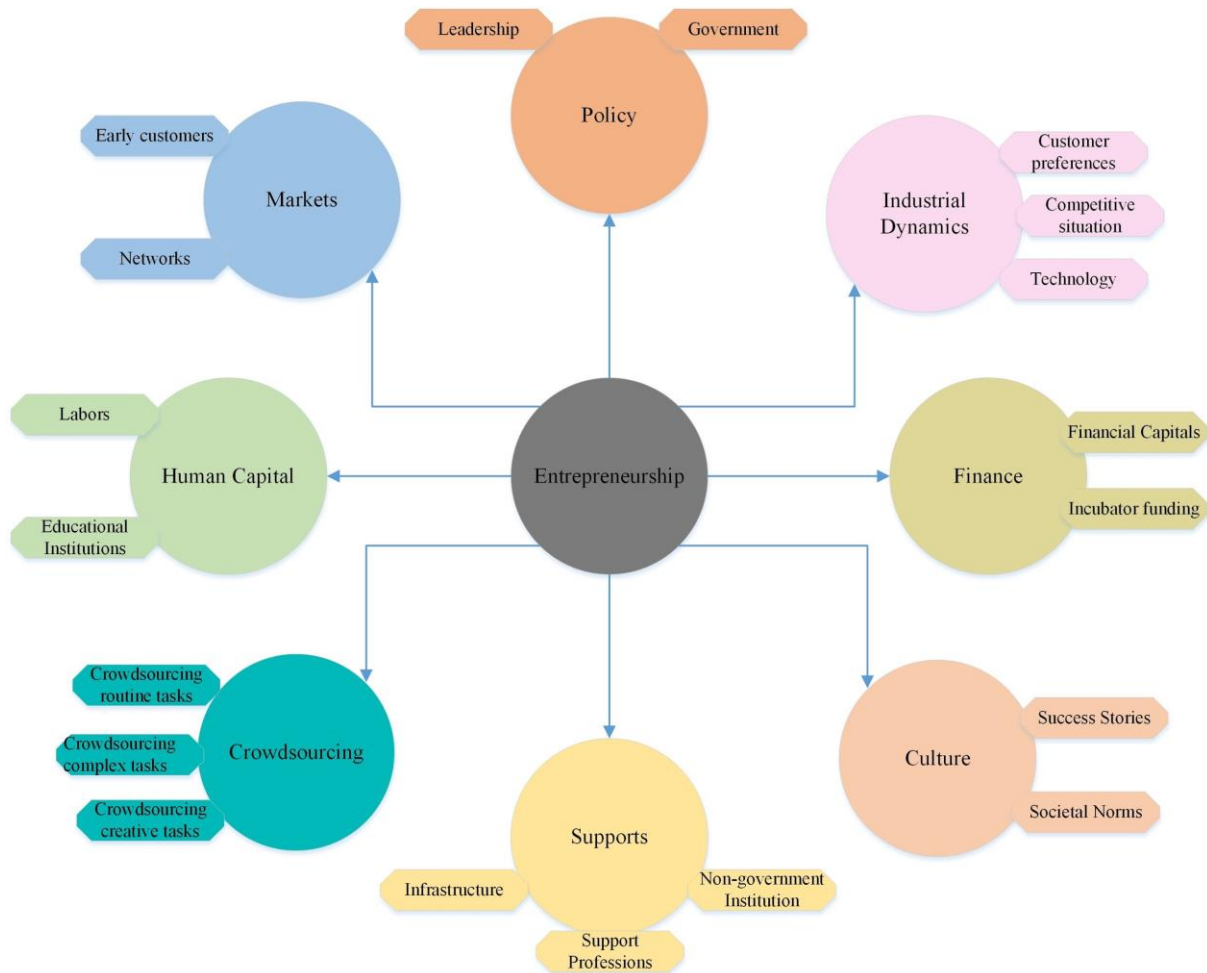 Leadership
Government
Policy
Early customers
Markets
Networks
Customer
preferences
Industrial
Dynamics
Competitive
situation
Technology
Labors
Human Capital
Educational
Institutions
Entrepreneurship
Financial Capitals
Finance
Incubator funding
Crowdsourcing
routine tasks
Crowdsourcing
complex tasks
Crowdsourcing
Crowdsourcing
creative tasks
Supports
Infrastructure
Non-government
Institution
Support
Professions
Success Stories
Culture
Societal Norms